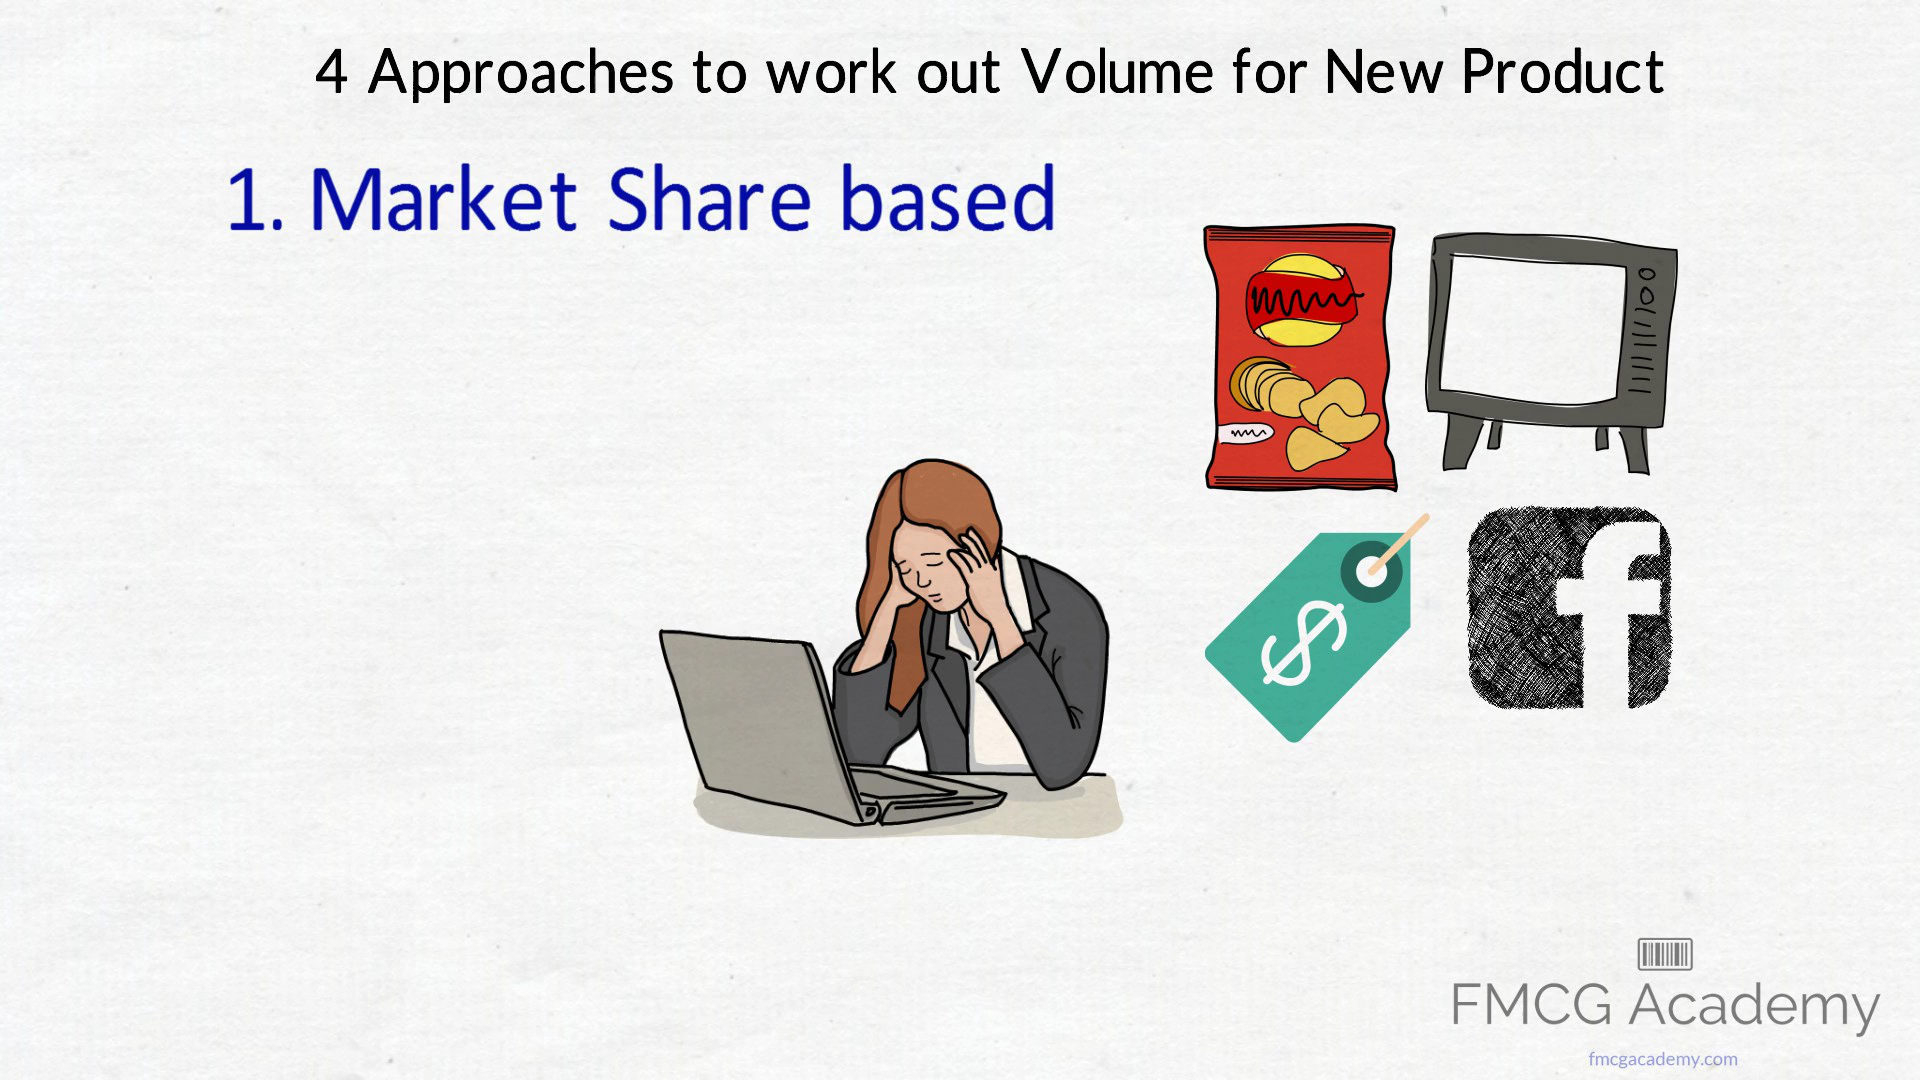 4 Approaches to work out Volume for New Product
1. Market Share based
FMCG Academy
fmcgacademy.com